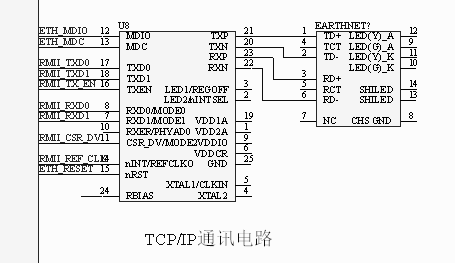 U8
EARTHNET?
ETH_MDIO 12 MDIO TXP 21 1 TD+ LED(Y)_A 12
ETH_MDC 13 MDC TXN 20 4 TCT LED(G)_A 9
RXP 23 2 TD- LED(Y)_K 11
RMII_TXD0 17 TXD0 RXN 22 LED(G)_K 10
RMII_TXD1 18 TXD1 3 RD+
RMII_TX_EN 16 TXEN LED1/REGOFF 3 5 RCT SHILED 14
LED2/nINTSEL 2 6 RD- SHILED 13
RMII_RXD0 8 RXD0/MODE0
RMII_RXD1 7 RXD1/MODE1 VDD1A 19 7 NC CHS GND 8
10 RXER/PHYAD0 VDD2A 1
RMII_CSR_DV 11 CSR_DV/MODE2 VDDIO 9
VDDCR 6
RMII_REF_CLK 14 nINT/REFCLKO GND 25
ETH_RESET 15 nRST
XTAL1/CLKIN 5
24 RBIAS XTAL2 4
TCP/IP通讯电路